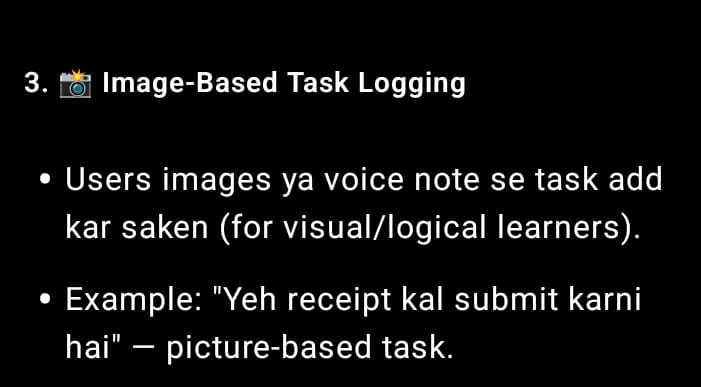 3. 📸 Image-Based Task Logging
• Users images ya voice note se task add
kar saken (for visual/logical learners).
• Example: "Yeh receipt kal submit karni
hai" — picture-based task.